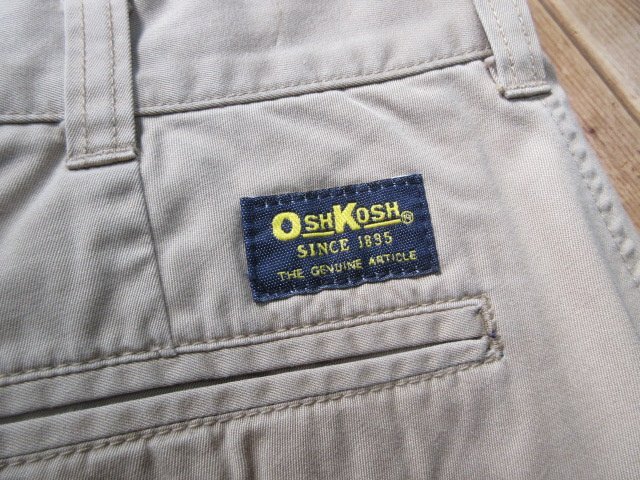 OSHKOSH®
SINCE 1895
THE GENUINE ARTICLE